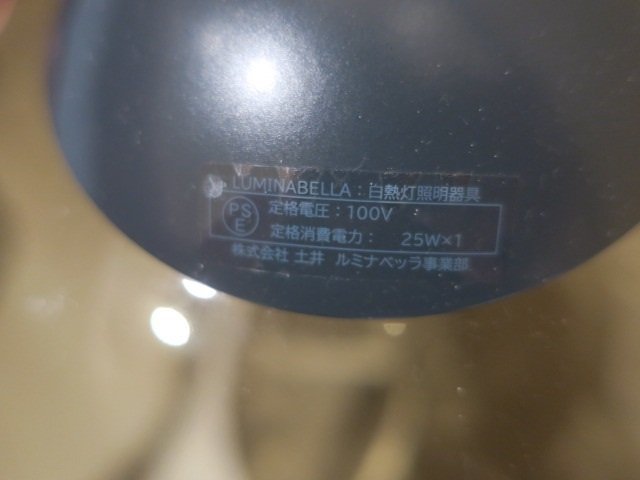 LUMINABELLA：白熱灯照明器具
PS
E
定格電圧：100V
定格消費電力： 25W×1
株式会社 土井 ルミナベッラ事業部